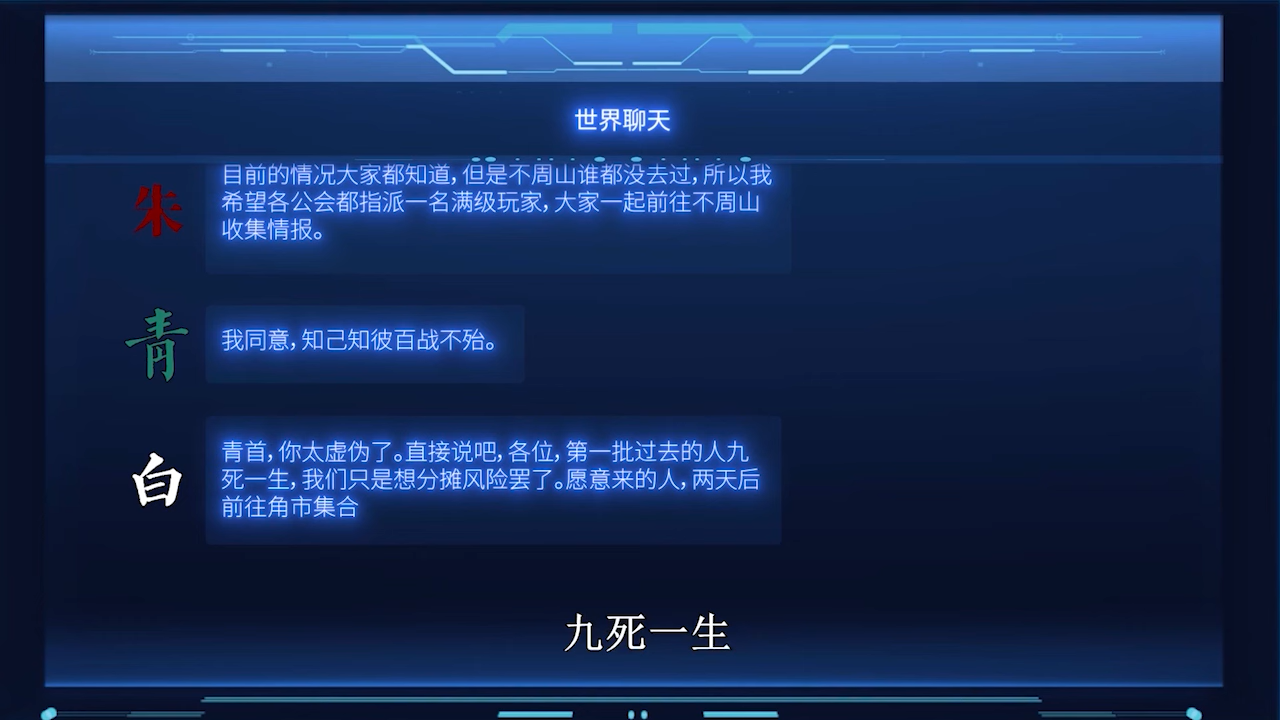 世界聊天
目前的情况大家都知道,但是不周山谁都没去过,所以我
希望各公会都指派一名满级玩家,大家一起前往不周山
收集情报。
朱
青
我同意,知己知彼百战不殆。
白
青首,你太虚伪了。直接说吧,各位,第一批过去的人九
死一生,我们只是想分摊风险罢了。愿意来的人,两天后
前往角市集合
九死一生